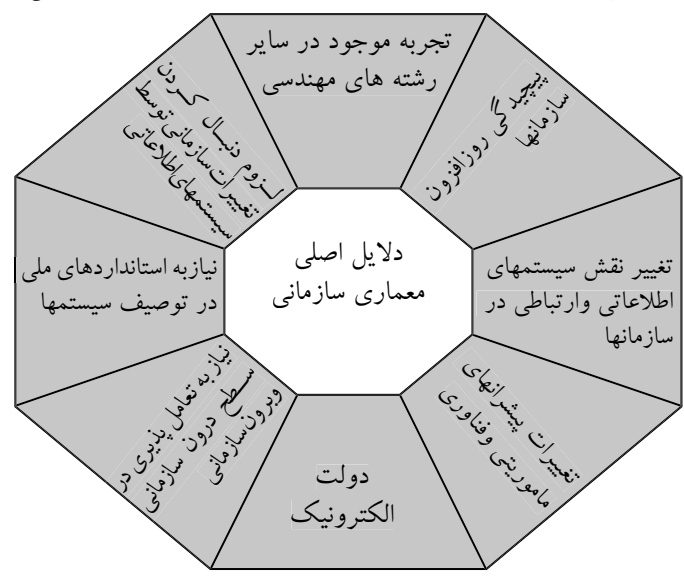 تجربه موجود در سایر
رشته های مهندسی
پیچیدگی روزافزون
سازمانها
تغییر نقش سیستمهای
اطلاعاتی وارتباطی در
سازمانها
تغییرات پیشرانهای
ماموریتی وفناوری
دولت
الکترونیک
نیازبه تعامل پذیری در
سطح درون سازمانی
وبرون‌سازمانی
نیازبه استانداردهای ملی
در توصیف سیستمها
لزوم دنبال کردن
تغییرات‌سازمانی توسط
سیستمهای‌اطلاعاتی
دلایل اصلی
معماری سازمانی